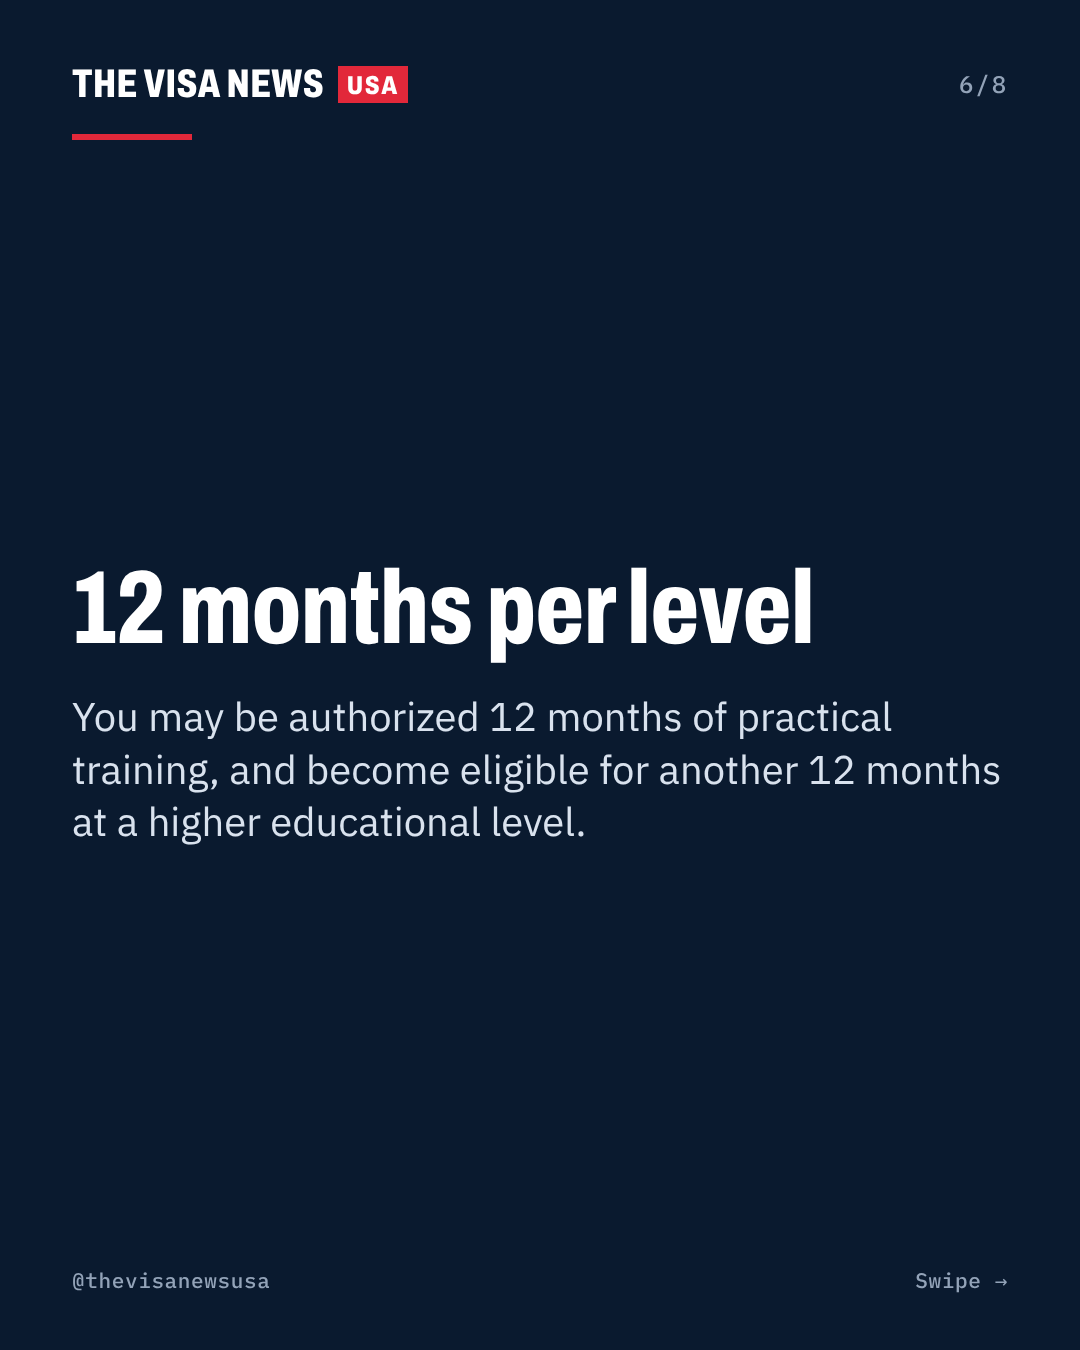 THE VISA NEWS USA
6/8
12 months per level
You may be authorized 12 months of practical
training, and become eligible for another 12 months
at a higher educational level.
@thevisanewsusa
Swipe →